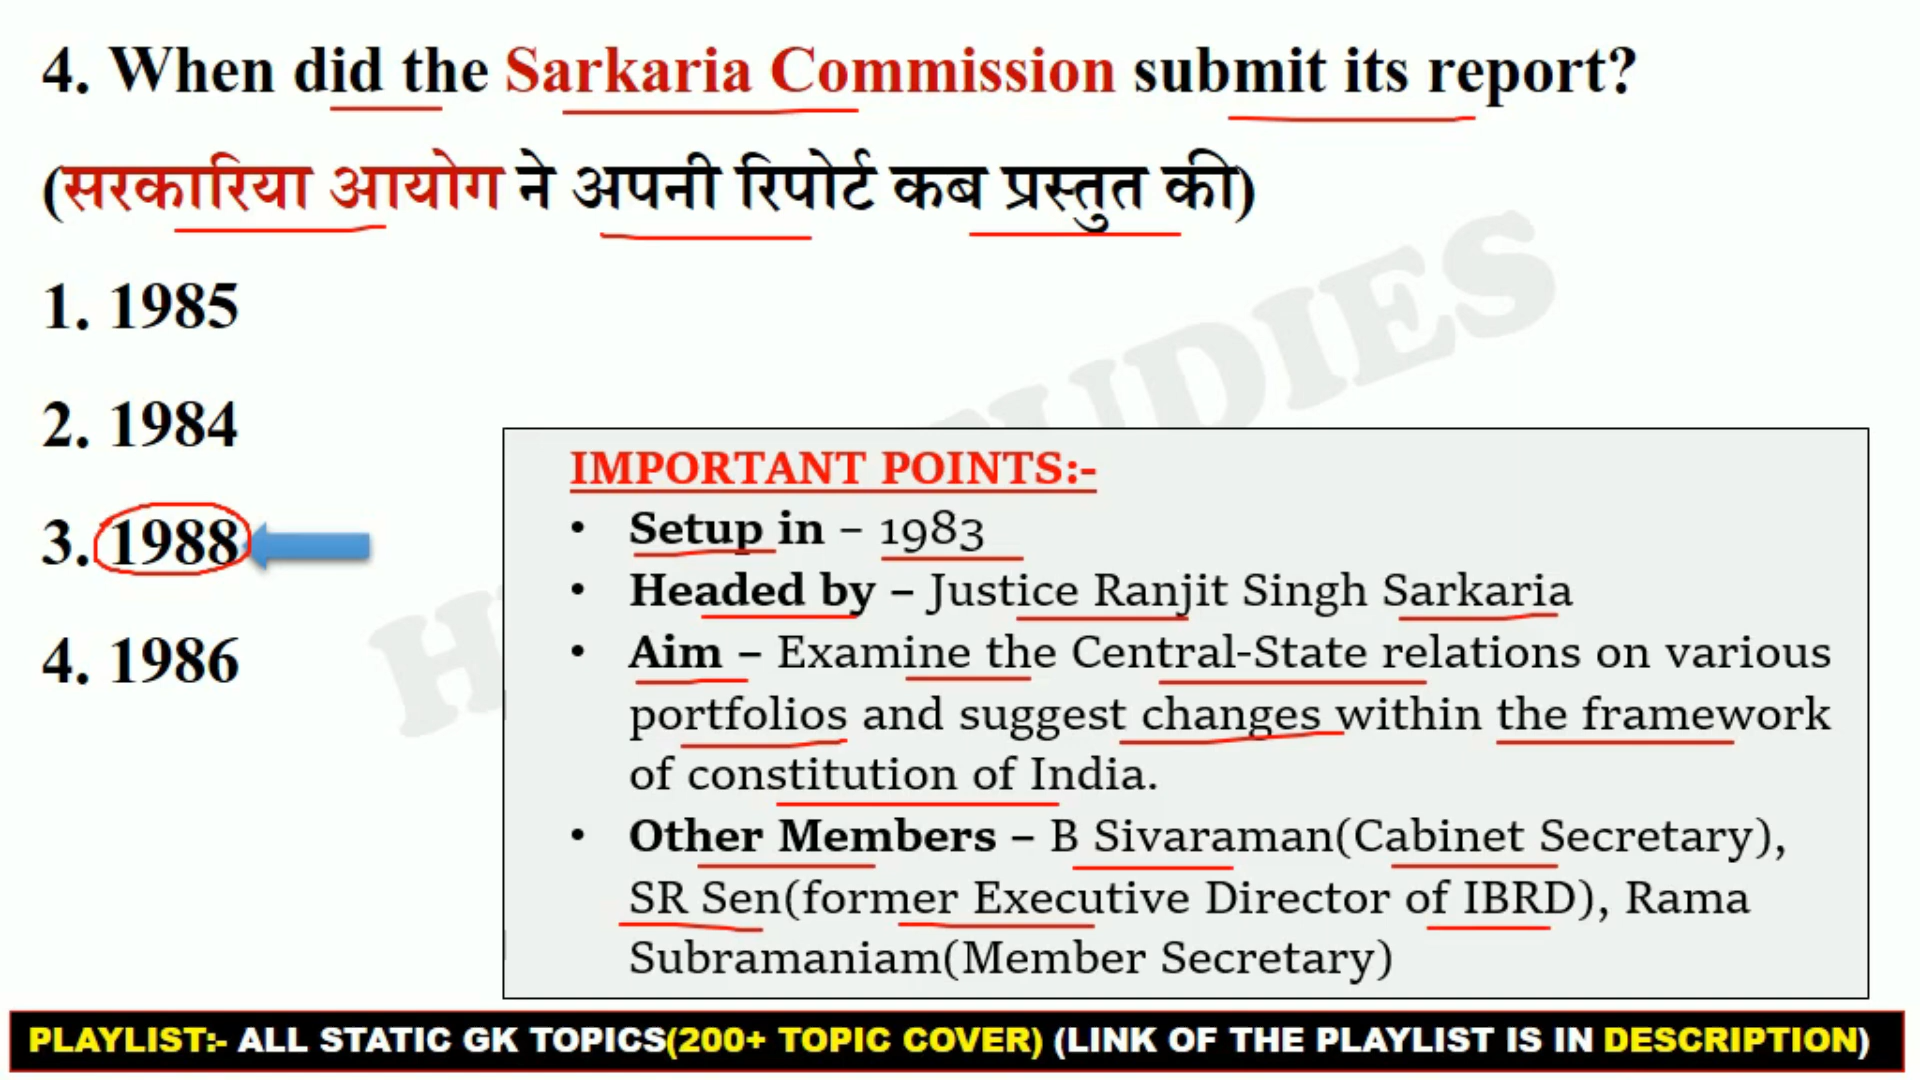 4. When did the Sarkaria Commission submit its report?
(सरकारिया आयोग ने अपनी रिपोर्ट कब प्रस्तुत की)
1. 1985
2. 1984
3. 1988
4. 1986
IMPORTANT POINTS:-
• Setup in – 1983
• Headed by – Justice Ranjit Singh Sarkaria
• Aim – Examine the Central-State relations on various
portfolios and suggest changes within the framework
of constitution of India.
• Other Members – B Sivaraman(Cabinet Secretary),
SR Sen(former Executive Director of IBRD), Rama
Subramaniam(Member Secretary)
PLAYLIST:- ALL STATIC GK TOPICS(200+ TOPIC COVER) (LINK OF THE PLAYLIST IS IN DESCRIPTION)